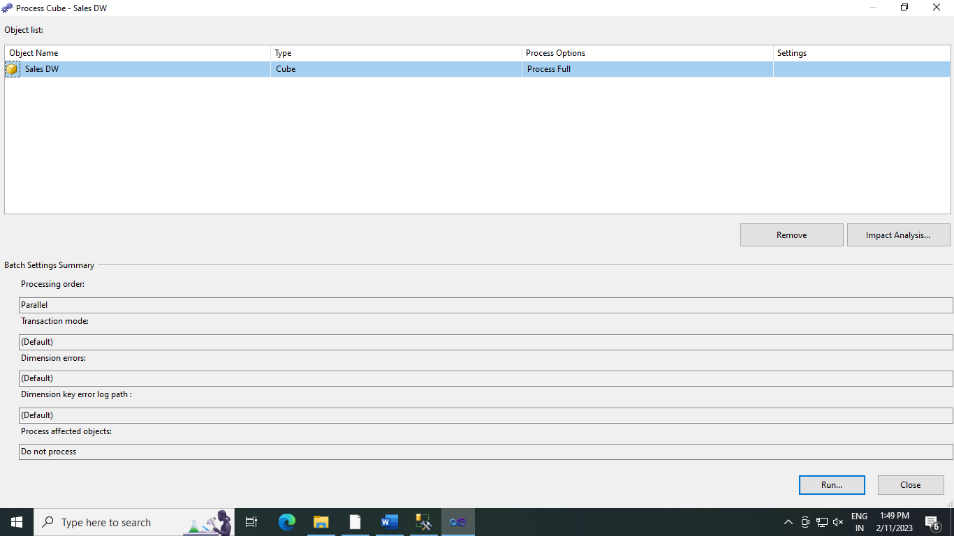 Process Cube - Sales DW
Object list:
Object Name Type Process Options Settings
Sales DW Cube Process Full
Remove Impact Analysis...
Batch Settings Summary
Processing order:
Parallel
Transaction mode:
(Default)
Dimension errors:
(Default)
Dimension key error log path :
(Default)
Process affected objects:
Do not process
Run... Close
Type here to search
ENG 1:49 PM
IN 2/11/2023
6